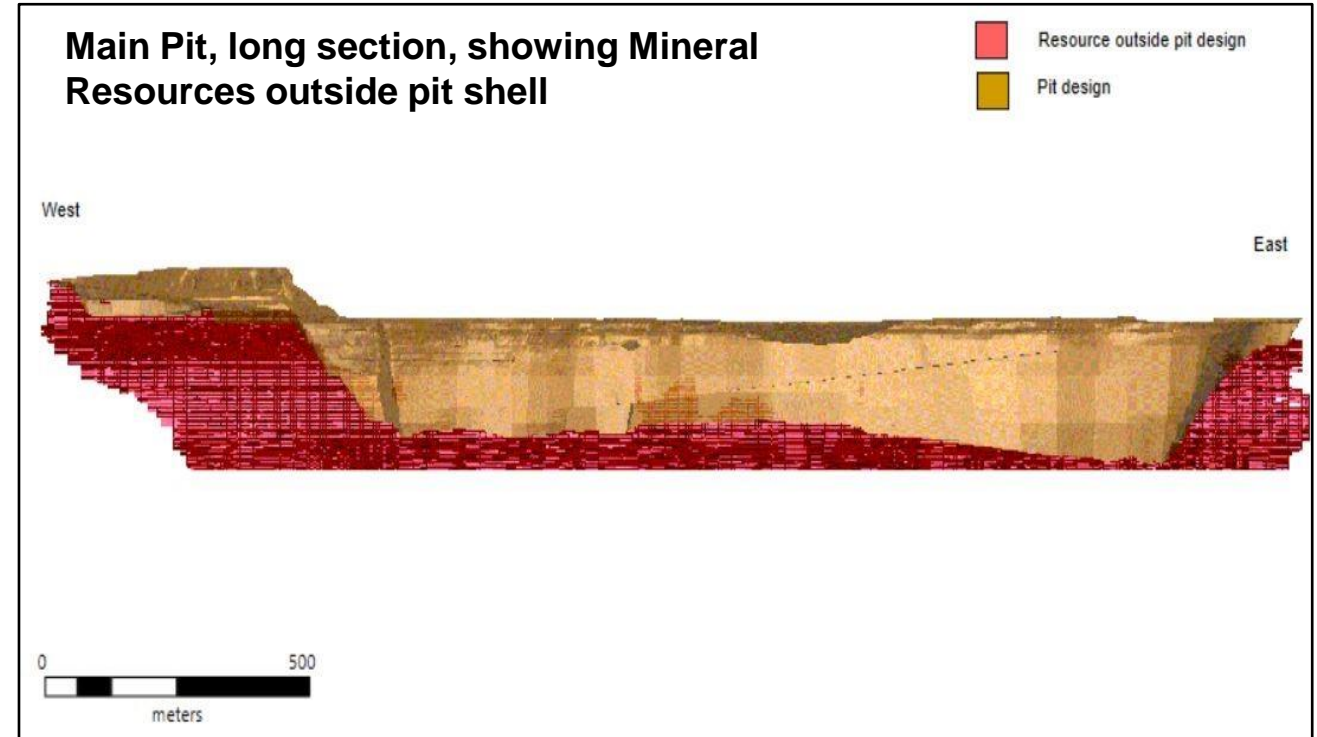 Main Pit, long section, showing Mineral
Resources outside pit shell
Resource outside pit design
Pit design
West
East
0 500
meters